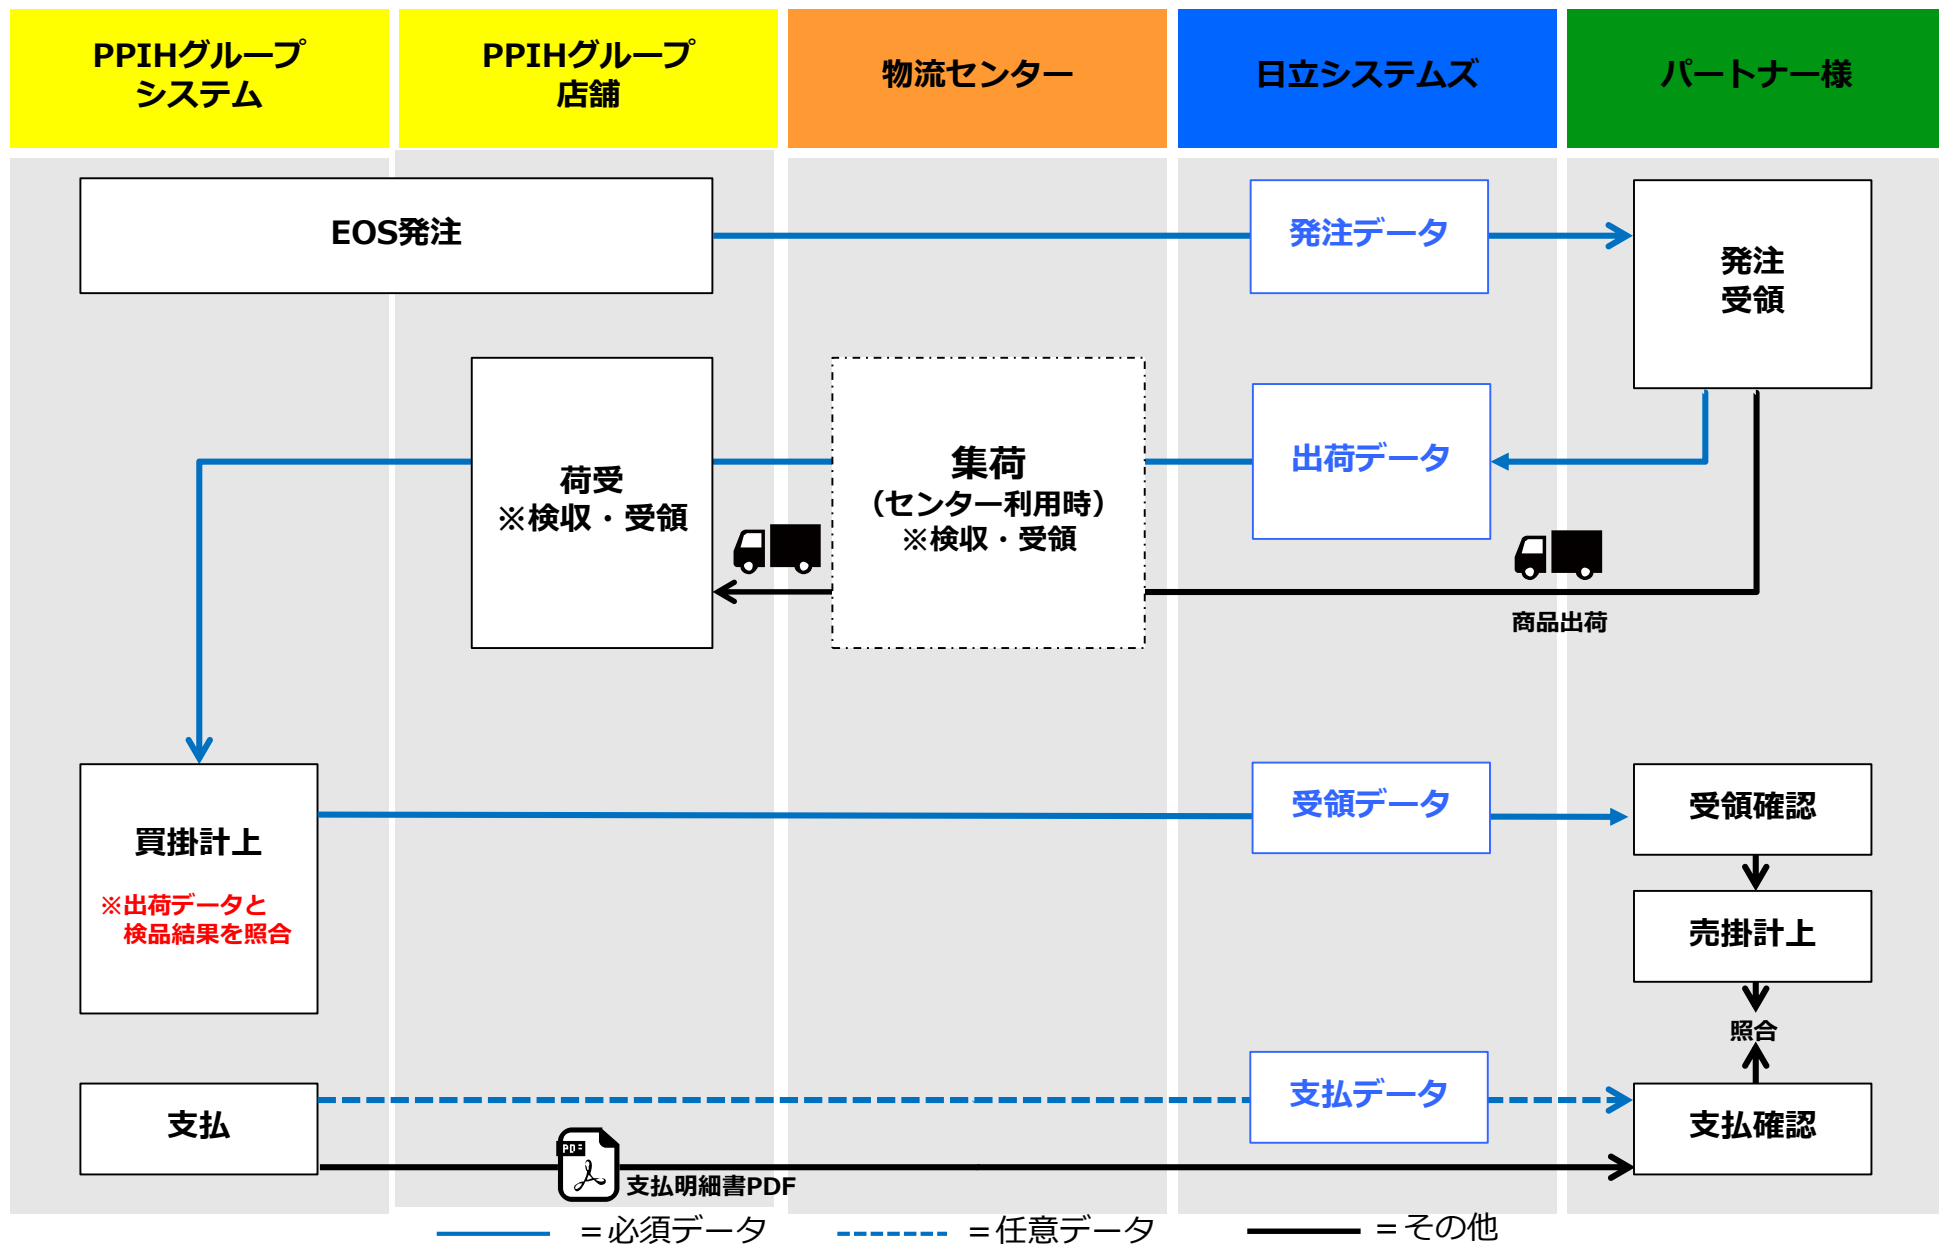 PPIHグループ
システム
PPIHグループ
店舗
物流センター
日立システムズ
パートナー様
EOS発注
発注データ
発注
受領
荷受
※検収・受領
集荷
（センター利用時）
※検収・受領
出荷データ
商品出荷
買掛計上
※出荷データと
検品結果を照合
受領データ
受領確認
売掛計上
照合
支払
支払データ
支払確認
PDF
支払明細書PDF
＝必須データ
＝任意データ
＝その他